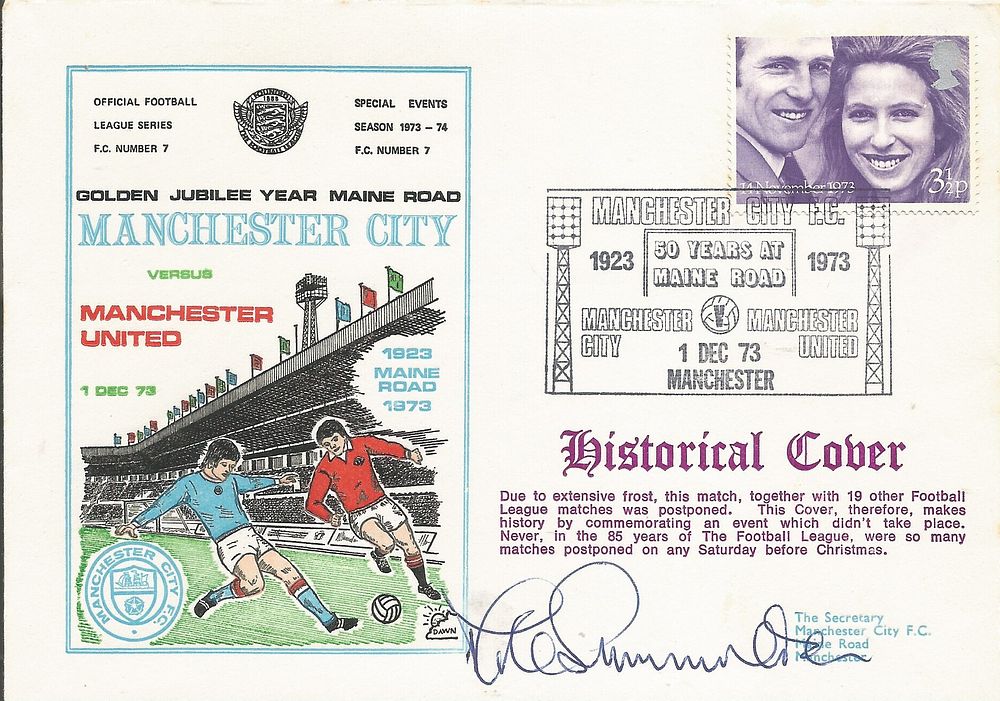 OFFICIAL FOOTBALL
LEAGUE SERIES
F.C. NUMBER 7
SPECIAL EVENTS
SEASON 1973 – 74
F.C. NUMBER 7
GOLDEN JUBILEE YEAR MAINE ROAD
MANCHESTER CITY
VERSUS
MANCHESTER
UNITED
1 DEC 73
1923
MAINE
ROAD
1973
MANCHESTER CITY F.C.
DAWN
14 November 1973
3½p
MANCHESTER CITY F.C.
1923
50 YEARS AT
MAINE ROAD
1973
MANCHESTER
CITY
MANCHESTER
UNITED
1 DEC 73
MANCHESTER
Historical Cover
Due to extensive frost, this match, together with 19 other Football
League matches was postponed. This Cover, therefore, makes
history by commemorating an event which didn't take place.
Never, in the 85 years of The Football League, were so many
matches postponed on any Saturday before Christmas.
The Secretary
Manchester City F.C.
Maine Road
Manchester